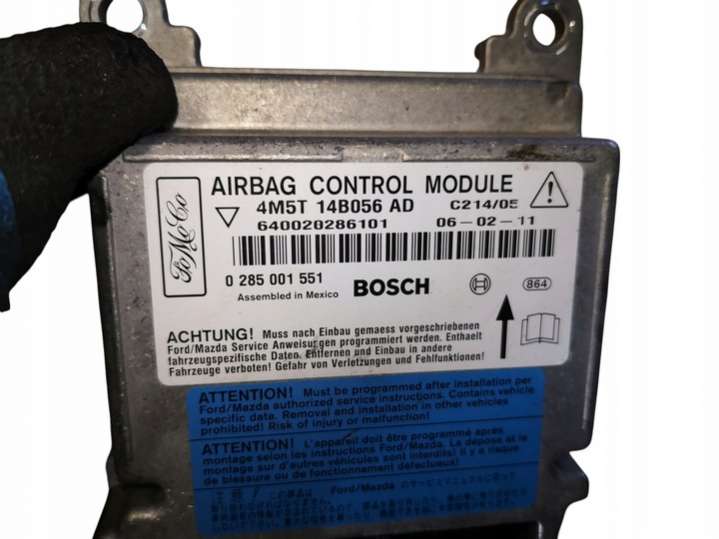 FoMoCo
AIRBAG CONTROL MODULE
4M5T 14B056 AD C214/05
640020286101 06-02-11
0 285 001 551
Assembled in Mexico BOSCH 864
ACHTUNG! Muss nach Einbau gemaess vorgeschriebenen
Ford/Mazda Service Anweisungen programmiert werden. Enthaelt
fahrzeugspezifische Daten. Entfernen und Einbau in andere
Fahrzeuge verboten! Gefahr von Verletzungen und Fehlfunktionen!
ATTENTION! Must be programmed after installation per
Ford/Mazda authorized service instructions. Contains vehicle
specific data. Removal and installation in other vehicles
prohibited! Risk of injury or malfunction!
ATTENTION! L'appareil doit être programmé après
montage selon les instructions Ford/Mazda. La dépose et le
montage sur d'autres véhicules sont interdit! Il y a risque
de blessure ou de fonctionnement défectueux!
Ford/Mazda